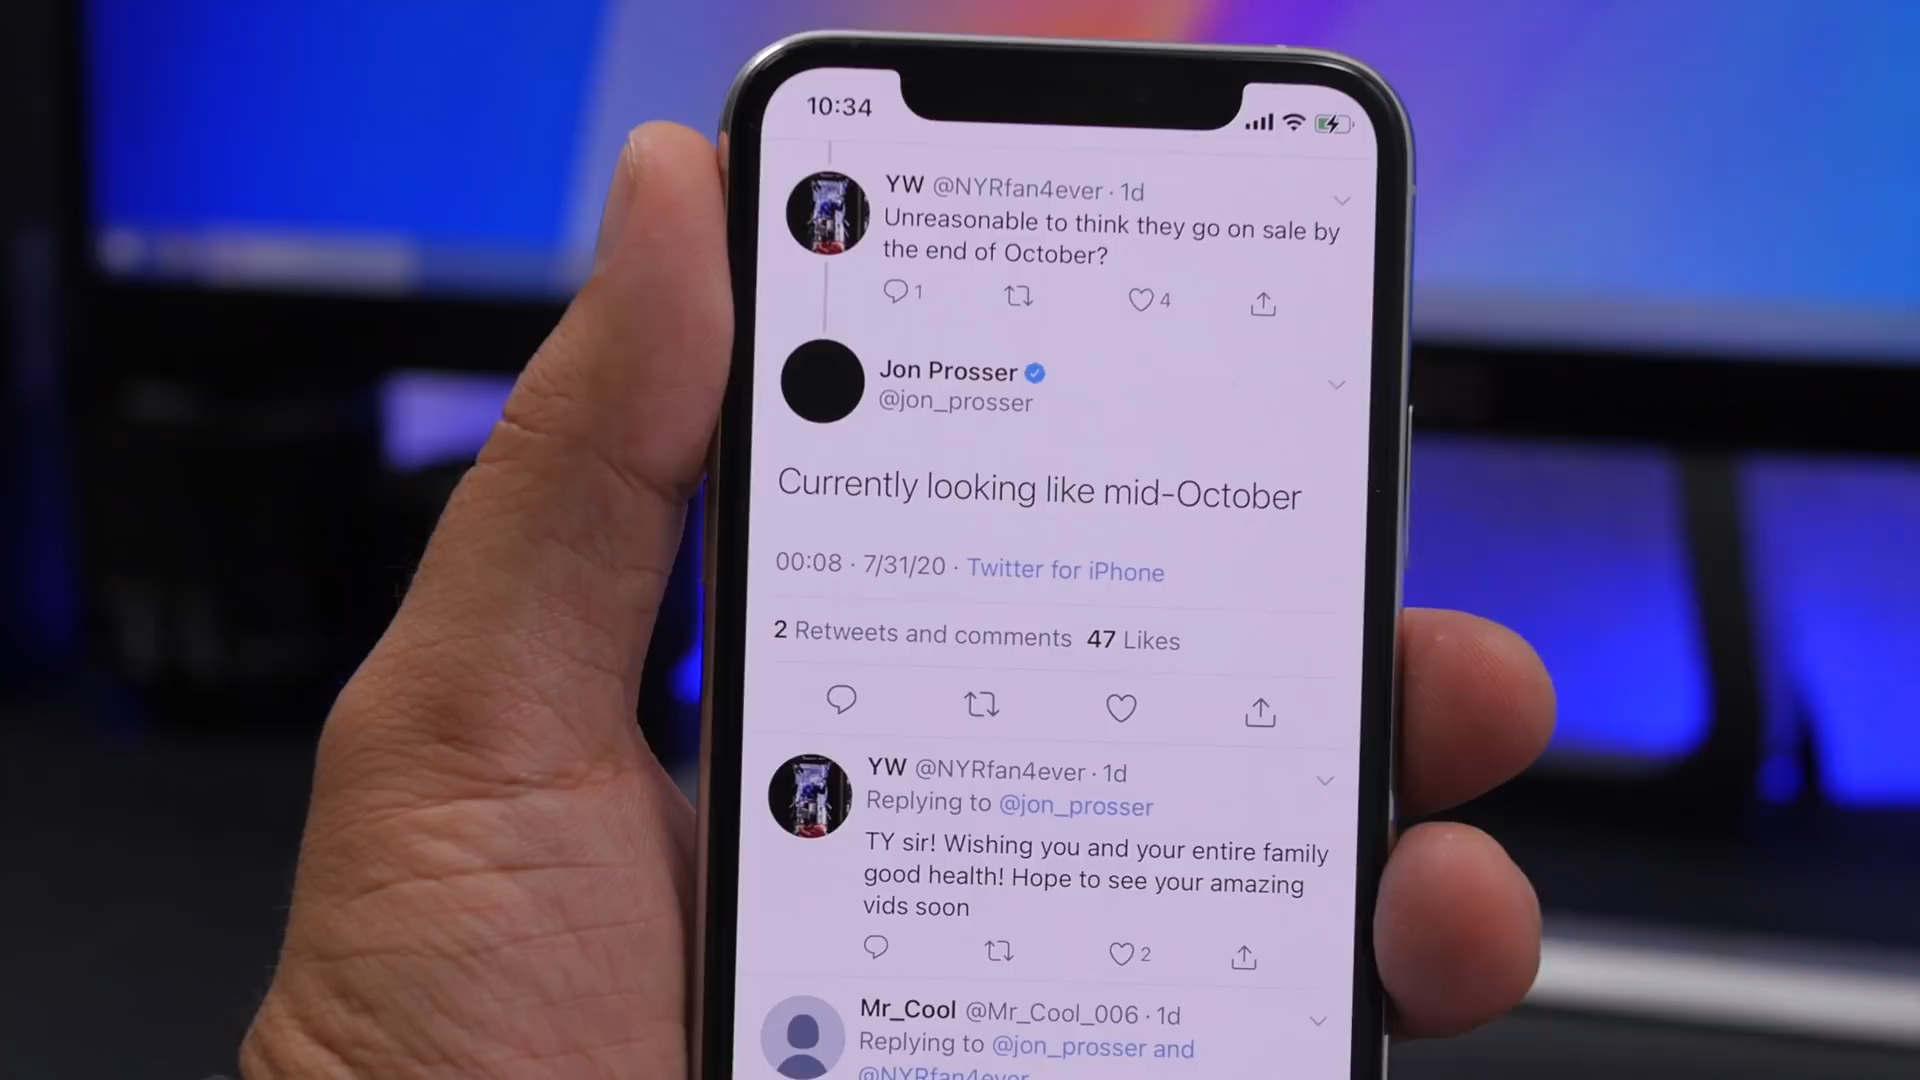 10:34
YW @NYRfan4ever · 1d
Unreasonable to think they go on sale by
the end of October?
1
4
Jon Prosser
@jon_prosser
Currently looking like mid-October
00:08 · 7/31/20 · Twitter for iPhone
2 Retweets and comments 47 Likes
YW @NYRfan4ever · 1d
Replying to @jon_prosser
TY sir! Wishing you and your entire family
good health! Hope to see your amazing
vids soon
2
Mr_Cool @Mr_Cool_006 · 1d
Replying to @jon_prosser and
@NYRfan4ever